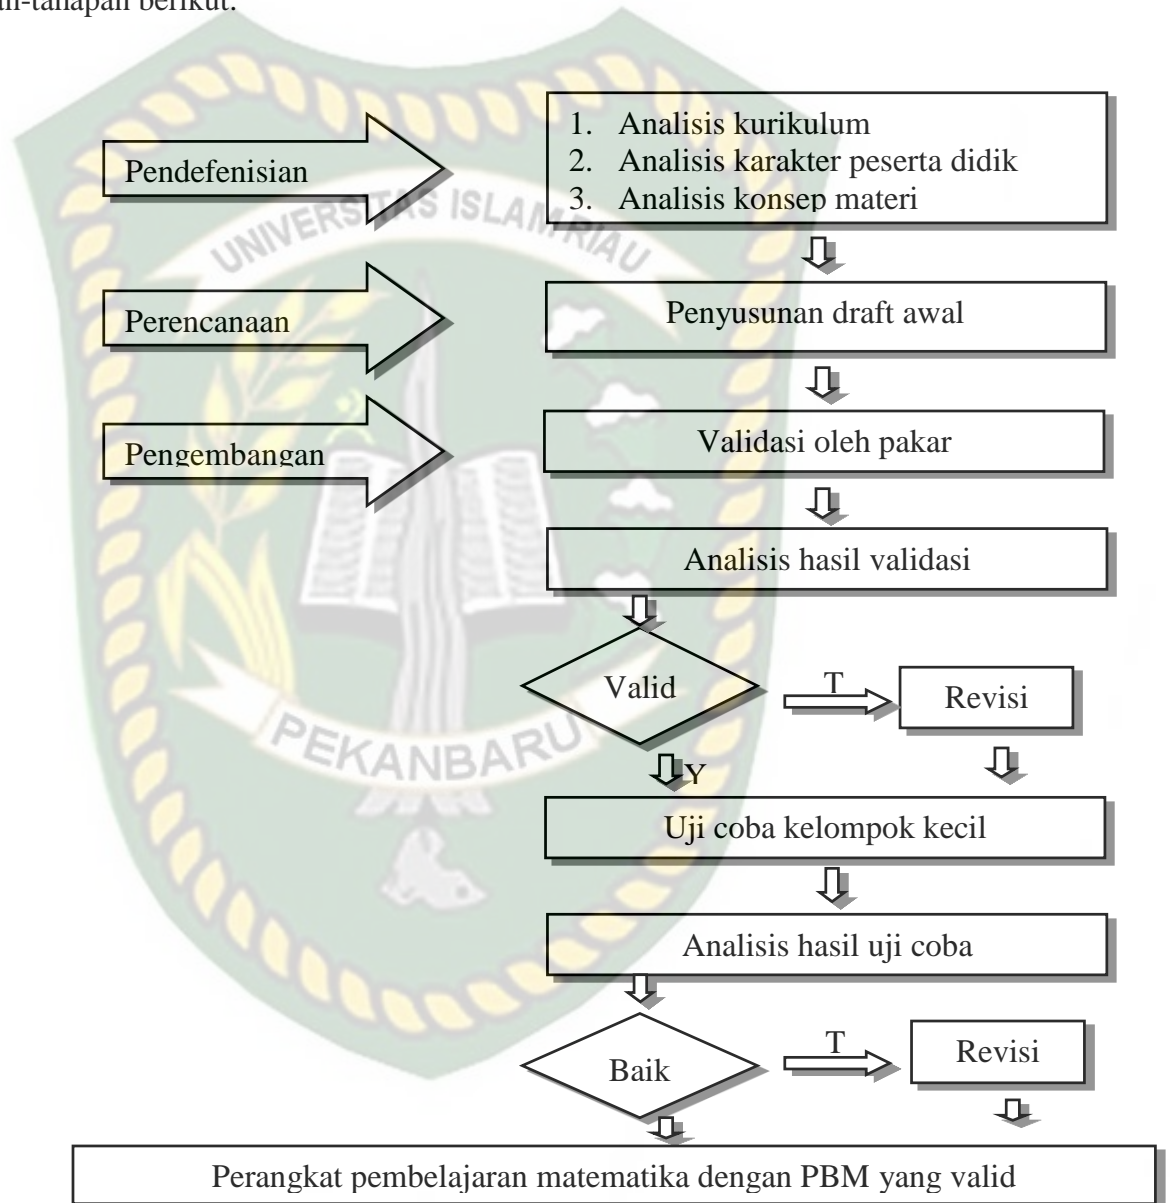 an-tahapan berikut.
Pendefenisian
1. Analisis kurikulum
2. Analisis karakter peserta didik
3. Analisis konsep materi
UNIVERSITAS ISLAM RIAU
Perencanaan
Penyusunan draft awal
Pengembangan
Validasi oleh pakar
Analisis hasil validasi
Valid
T
Revisi
PEKANBARU
Y
Uji coba kelompok kecil
Analisis hasil uji coba
Baik
T
Revisi
Perangkat pembelajaran matematika dengan PBM yang valid